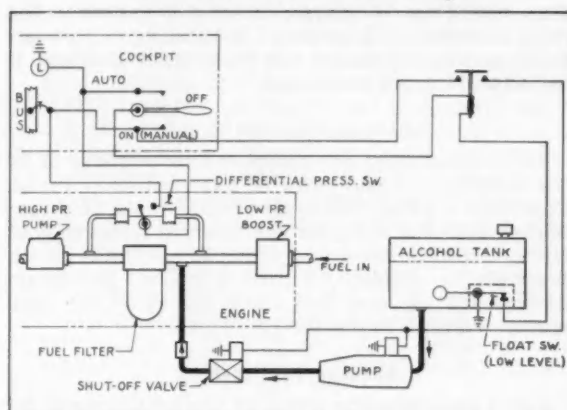 COCKPIT
L
AUTO
OFF
BUS
ON (MANUAL)
DIFFERENTIAL PRESS. SW.
HIGH PR.
PUMP
LOW PR.
BOOST
FUEL IN
ALCOHOL TANK
ENGINE
FUEL FILTER
FLOAT SW.
(LOW LEVEL)
PUMP
SHUT-OFF VALVE